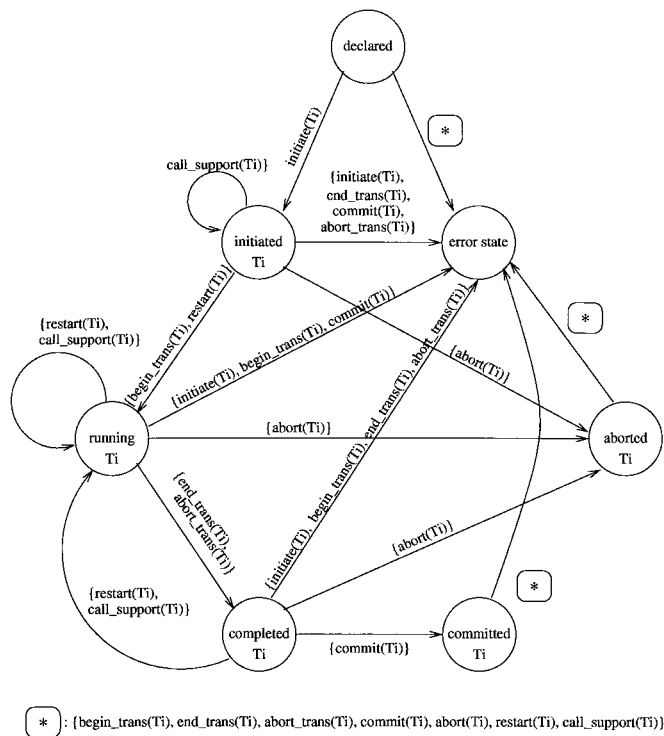 declared
initiate(Ti)
*
call_support(Ti)}
{initiate(Ti),
end_trans(Ti),
commit(Ti),
abort_trans(Ti)}
initiated
Ti
error state
{begin_trans(Ti), restart(Ti)}
*
{restart(Ti),
call_support(Ti)}
{initiate(Ti), begin_trans(Ti), commit(Ti)}
{abort(Ti)}
{initiate(Ti), begin_trans(Ti), end_trans(Ti), abort_trans(Ti)}
running
Ti
{abort(Ti)}
aborted
Ti
{end_trans(Ti),
abort_trans(Ti)}
{abort(Ti)}
{restart(Ti),
call_support(Ti)}
*
completed
Ti
{commit(Ti)}
committed
Ti
* : {begin_trans(Ti), end_trans(Ti), abort_trans(Ti), commit(Ti), abort(Ti), restart(Ti), call_support(Ti)}